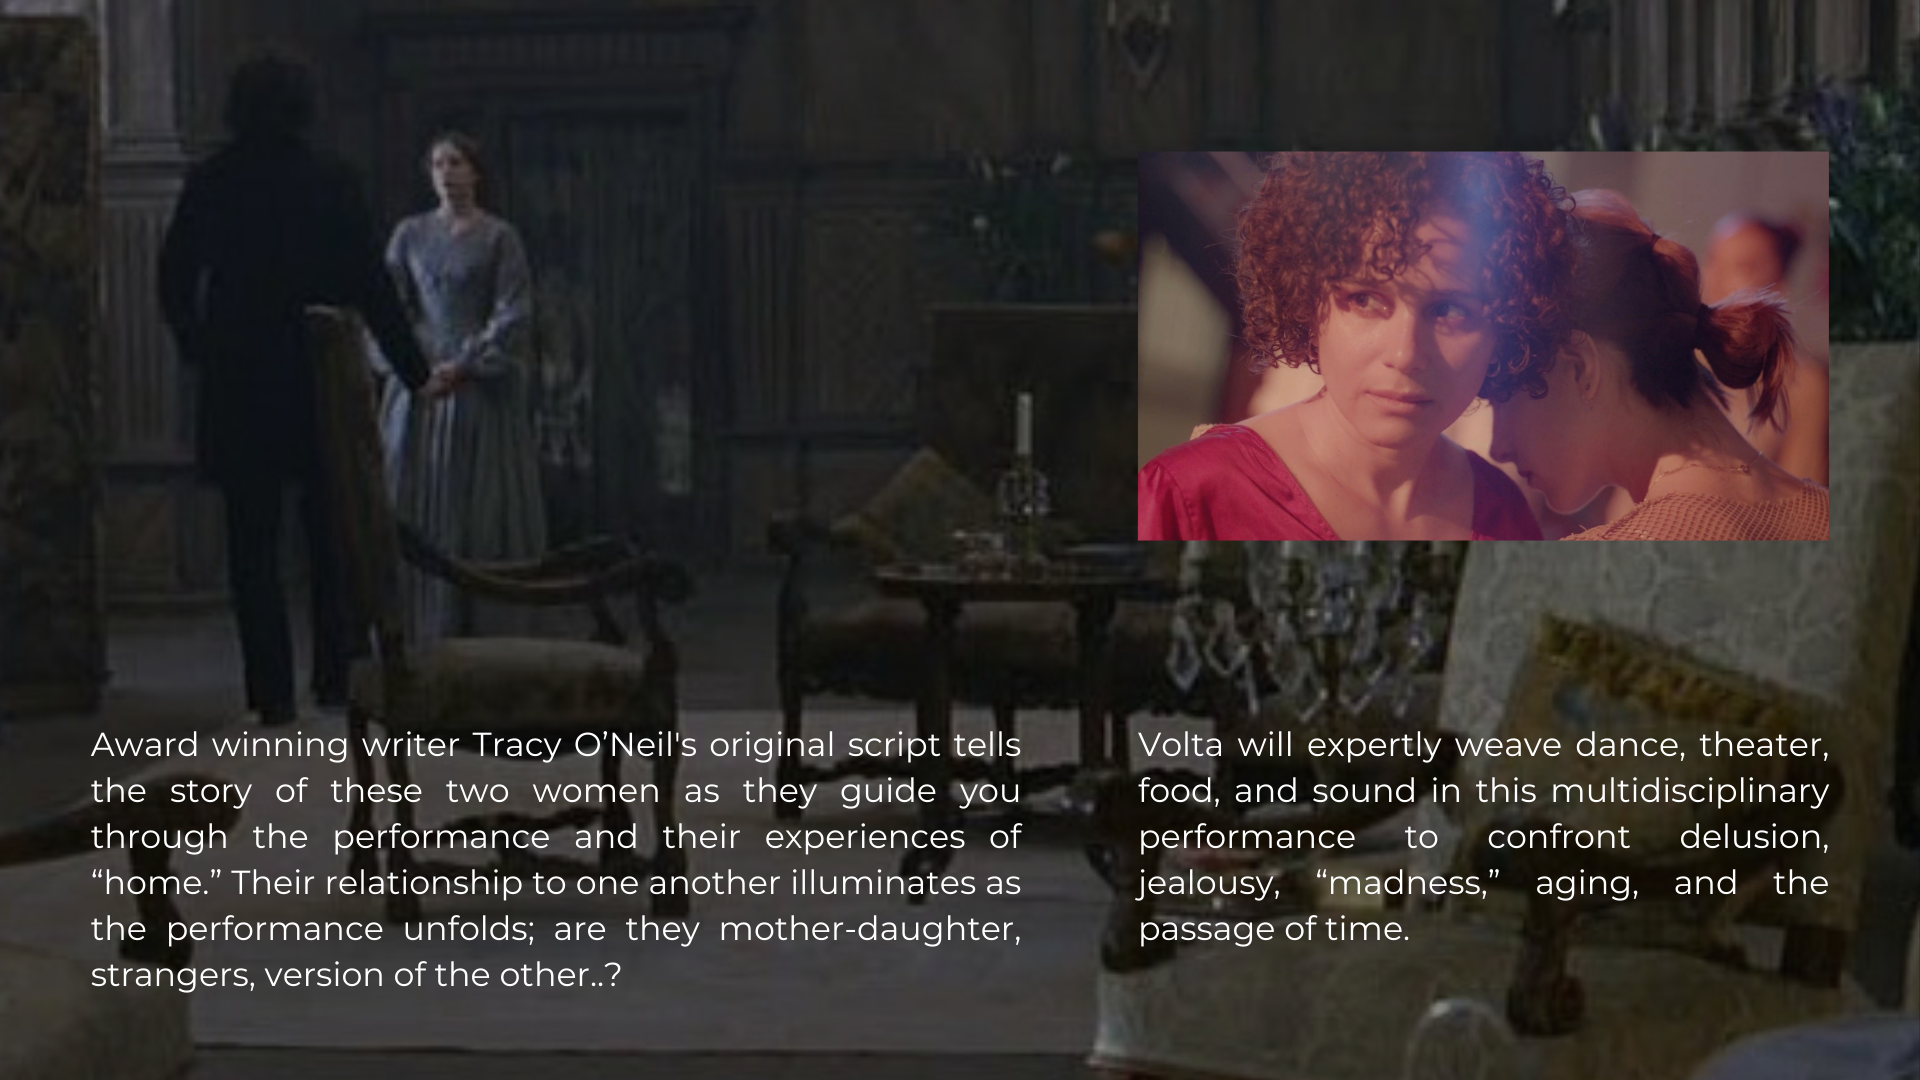 Award winning writer Tracy O’Neil's original script tells
the story of these two women as they guide you
through the performance and their experiences of
“home.” Their relationship to one another illuminates as
the performance unfolds; are they mother-daughter,
strangers, version of the other..?
Volta will expertly weave dance, theater,
food, and sound in this multidisciplinary
performance to confront delusion,
jealousy, “madness,” aging, and the
passage of time.